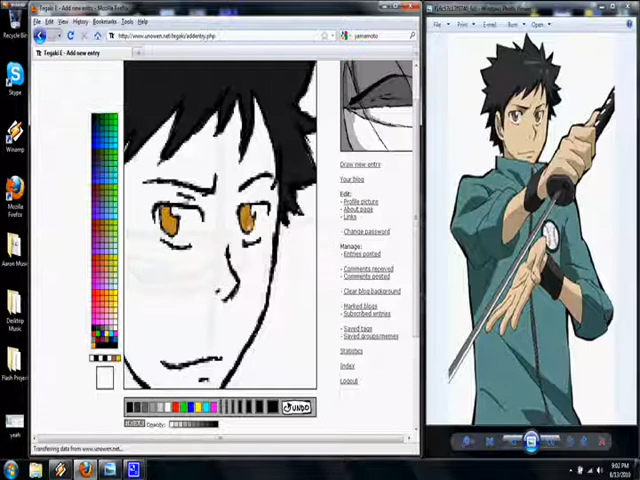 Tegaki E - Add new entry - Mozilla Firefox
File Edit View History Bookmarks Tools Help
http://www.unowen.net/tegaki/addentry.php
yamamoto
Tegaki E - Add new entry
Recycle Bin
Skype
Winamp
Mozilla Firefox
Aaron Music
Desktop Music
Flash Project
yeah
Draw new entry
Your blog
Edit:
- Profile picture
- About page
- Links
- Change password
Manage:
- Entries posted
- Comments received
- Comments posted
- Clear blog background
- Marked blogs
- Subscribed entries
- Saved tags
- Saved groups/memes
Statistics
Index
Logout
UNDO
Opacity:
Transferring data from www.unowen.net...
Windows Photo Viewer
File Print E-mail Burn Open
9:02 PM